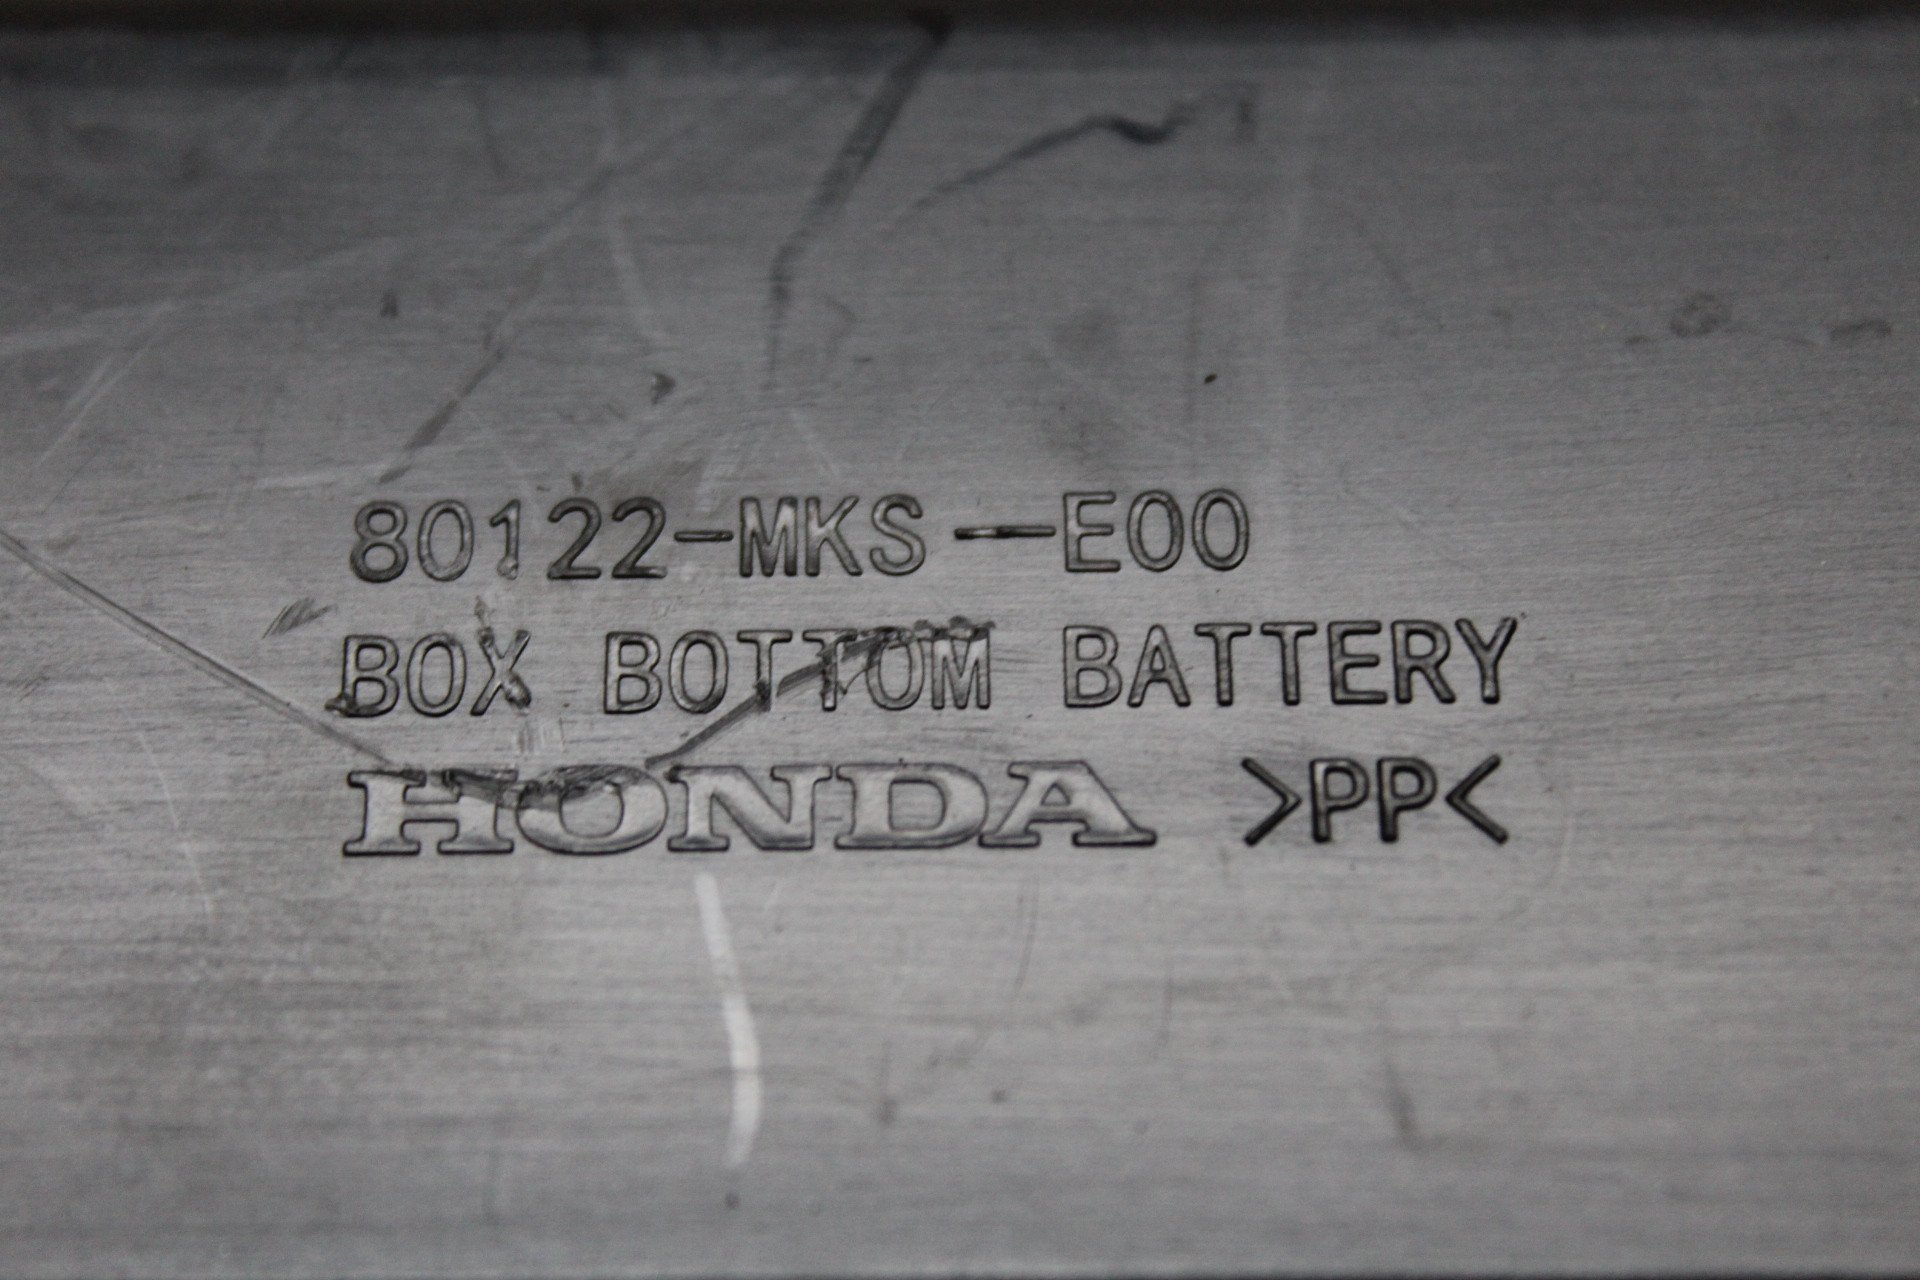 80122-MKS-E00
BOX BOTTOM BATTERY
HONDA >PP<